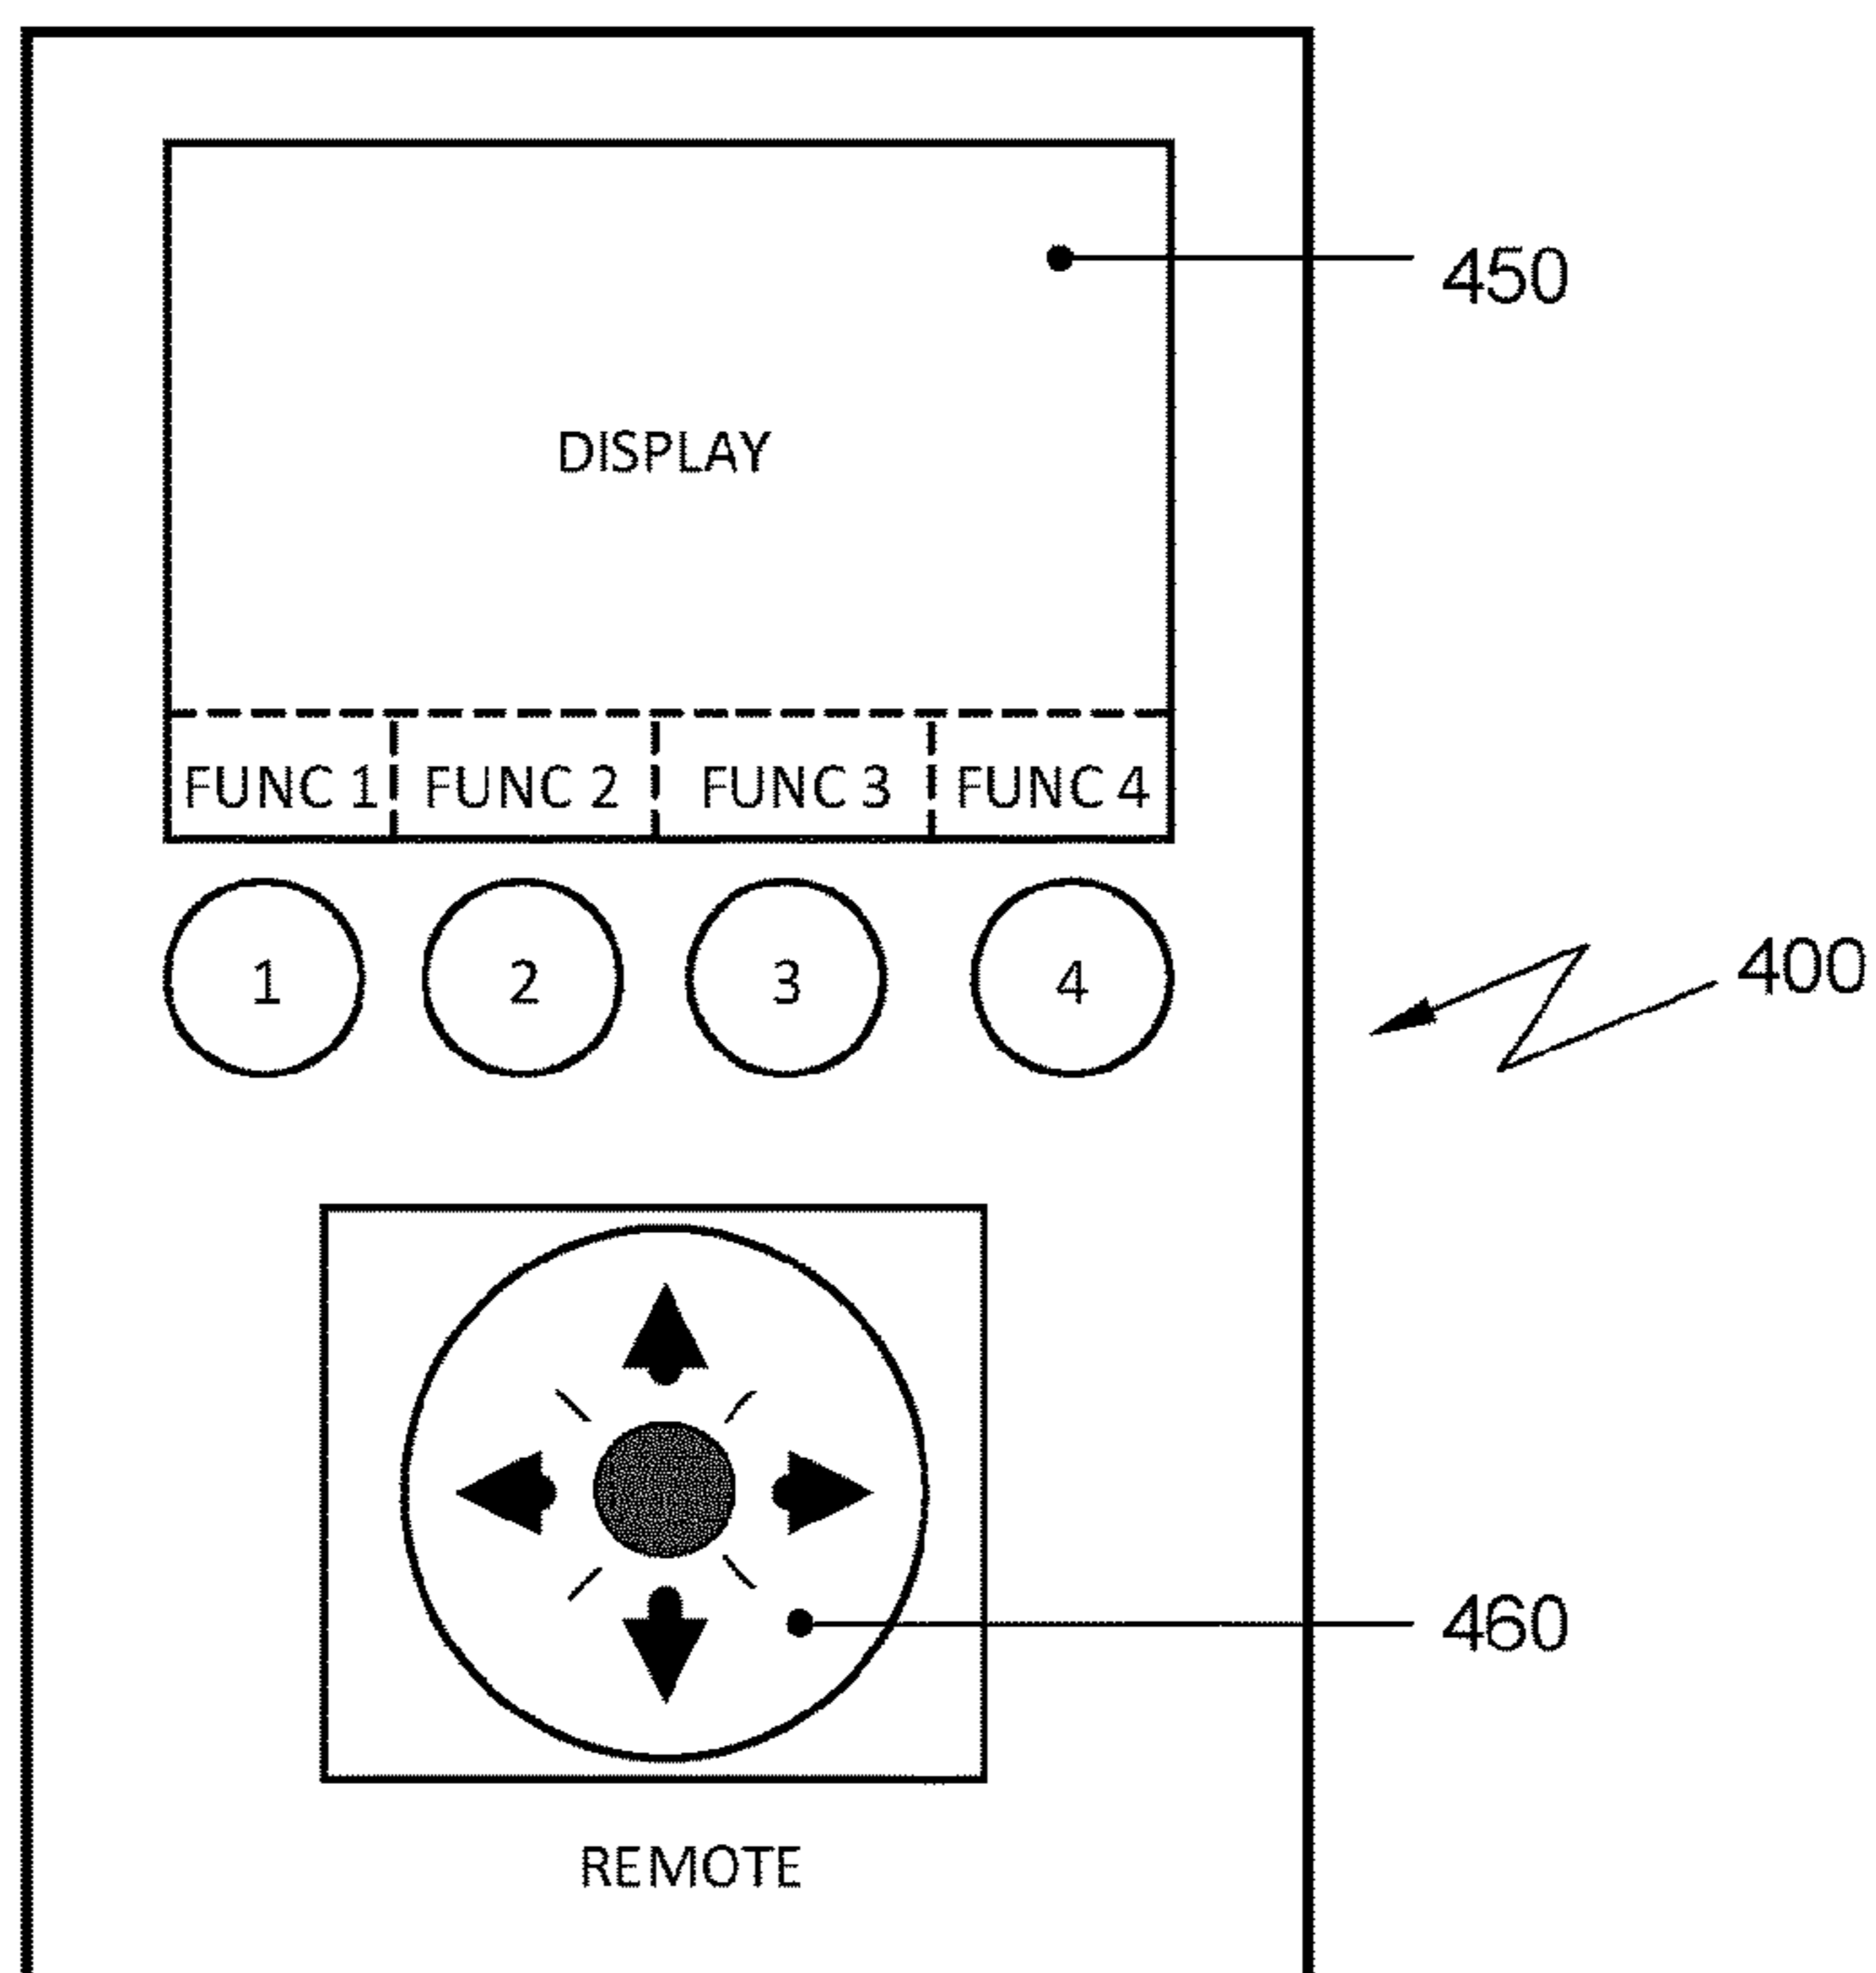 450
DISPLAY
FUNC 1 FUNC 2 FUNC 3 FUNC 4
1 2 3 4
400
460
REMOTE